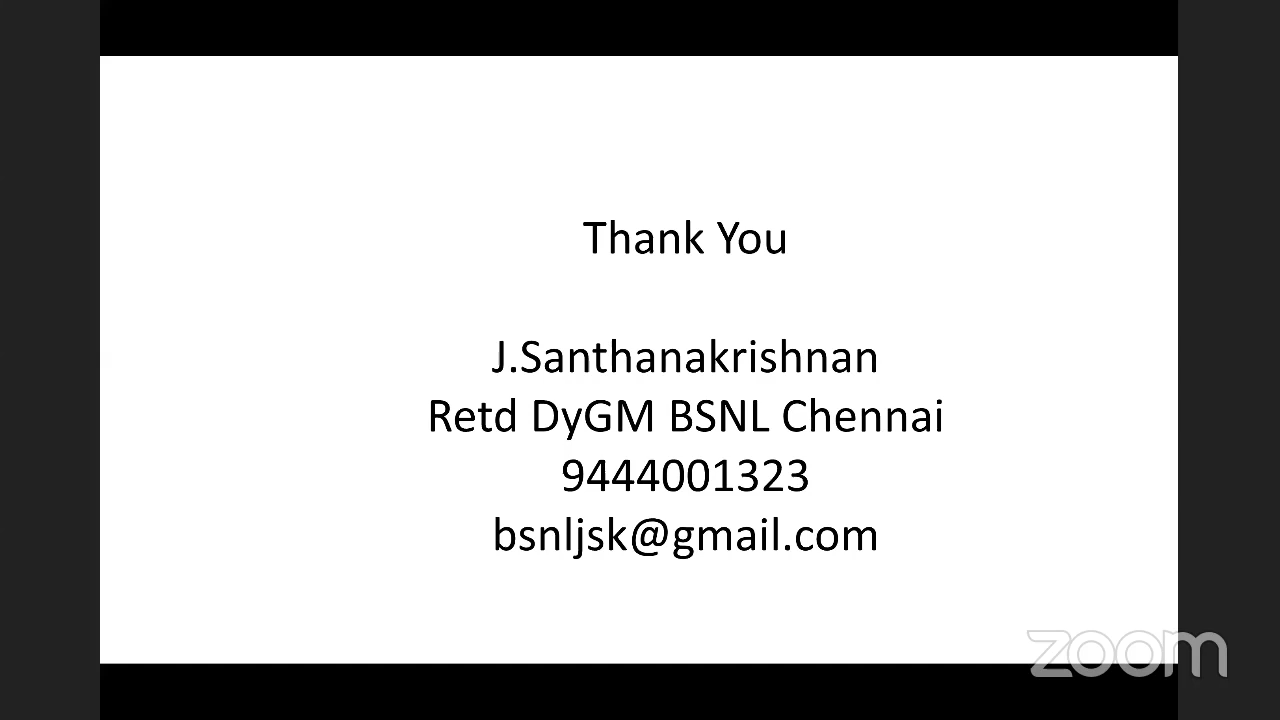 Thank You
J.Santhanakrishnan
Retd DyGM BSNL Chennai
9444001323
bsnljsk@gmail.com
zoom